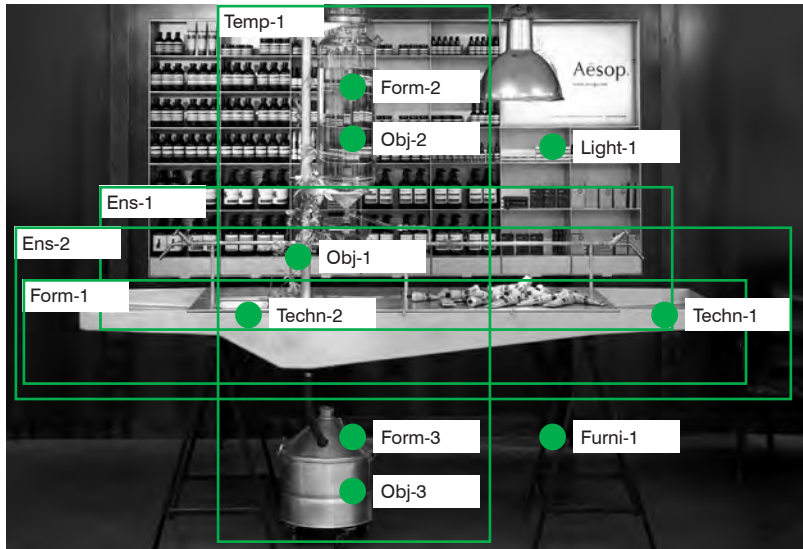 Temp-1
Form-2
Aēsop.
Obj-2
Light-1
Ens-1
Ens-2
Obj-1
Form-1
Techn-2
Techn-1
Form-3
Furni-1
Obj-3